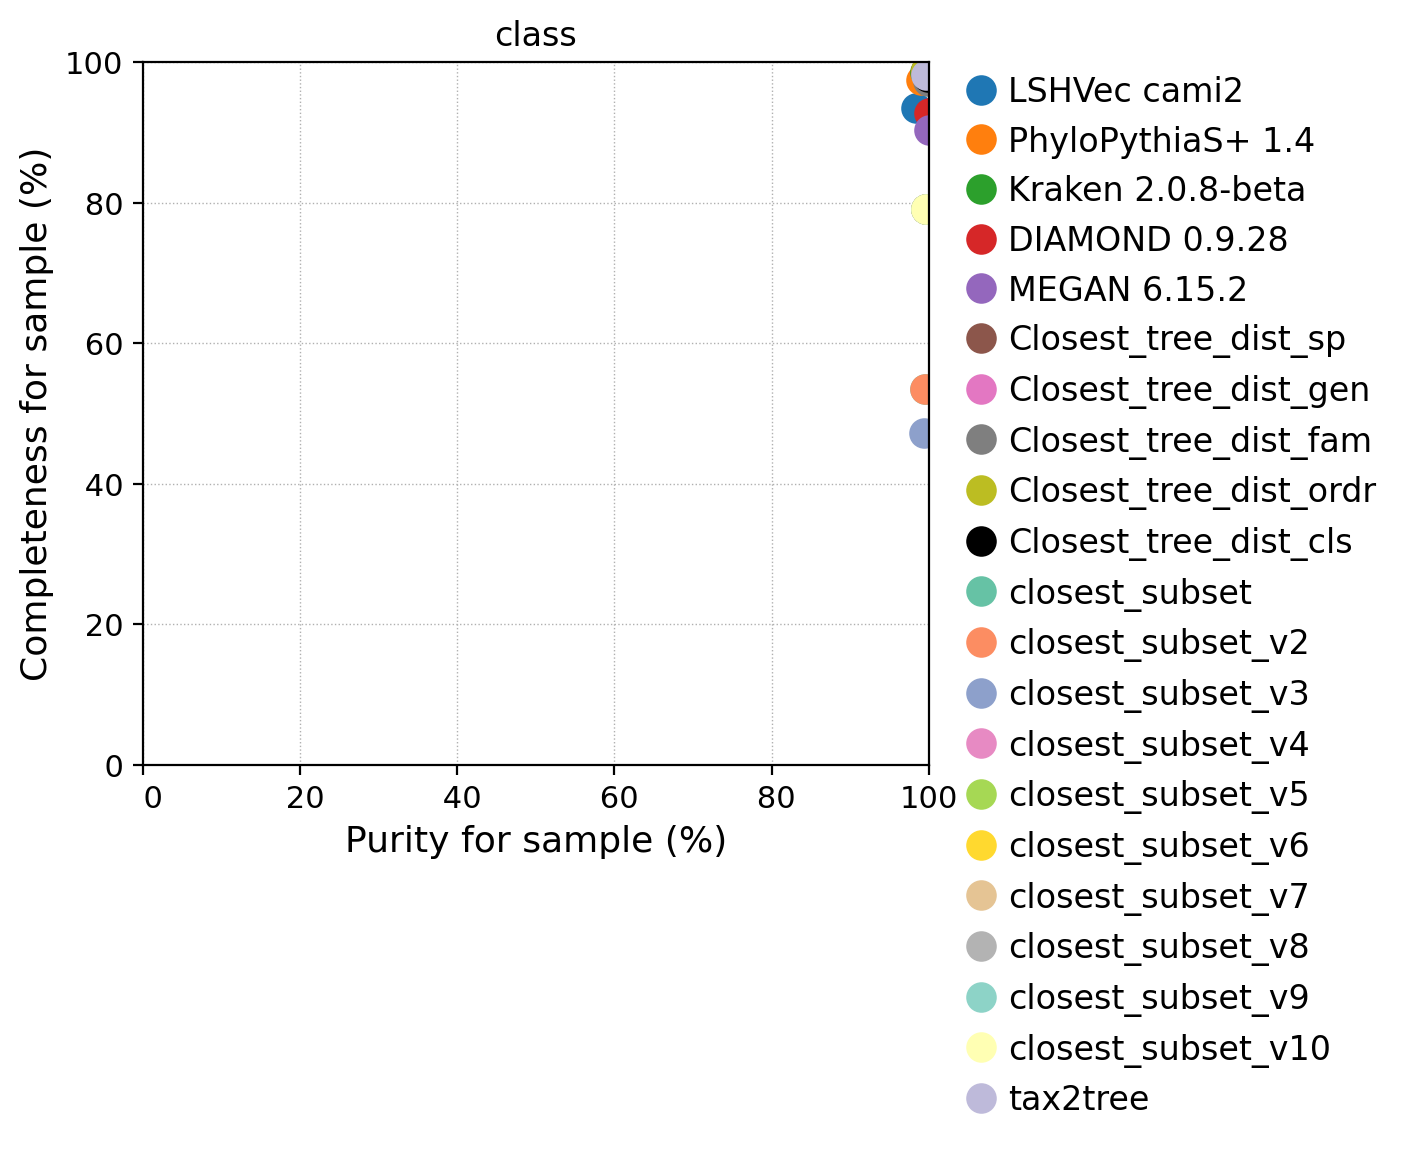 class
100
80
60
40
20
0
Completeness for sample (%)
0 20 40 60 80 100
Purity for sample (%)
LSHVec cami2
PhyloPythiaS+ 1.4
Kraken 2.0.8-beta
DIAMOND 0.9.28
MEGAN 6.15.2
Closest_tree_dist_sp
Closest_tree_dist_gen
Closest_tree_dist_fam
Closest_tree_dist_ordr
Closest_tree_dist_cls
closest_subset
closest_subset_v2
closest_subset_v3
closest_subset_v4
closest_subset_v5
closest_subset_v6
closest_subset_v7
closest_subset_v8
closest_subset_v9
closest_subset_v10
tax2tree